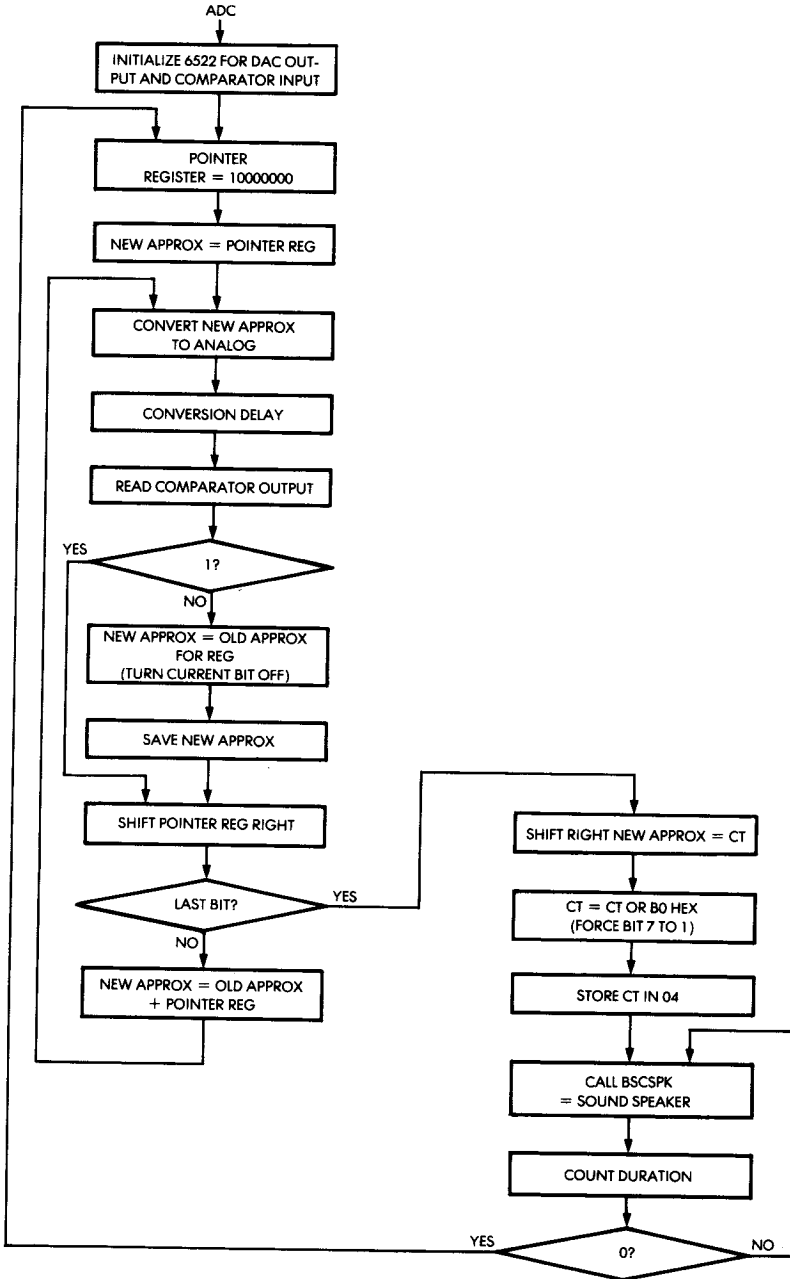 ADC
INITIALIZE 6522 FOR DAC OUT-
PUT AND COMPARATOR INPUT
POINTER
REGISTER = 10000000
NEW APPROX = POINTER REG
CONVERT NEW APPROX
TO ANALOG
CONVERSION DELAY
READ COMPARATOR OUTPUT
YES
1?
NO
NEW APPROX = OLD APPROX
FOR REG
(TURN CURRENT BIT OFF)
SAVE NEW APPROX
SHIFT POINTER REG RIGHT
LAST BIT?
YES
NO
NEW APPROX = OLD APPROX
+ POINTER REG
SHIFT RIGHT NEW APPROX = CT
CT = CT OR B0 HEX
(FORCE BIT 7 TO 1)
STORE CT IN 04
CALL BSCSPK
= SOUND SPEAKER
COUNT DURATION
YES
0?
NO